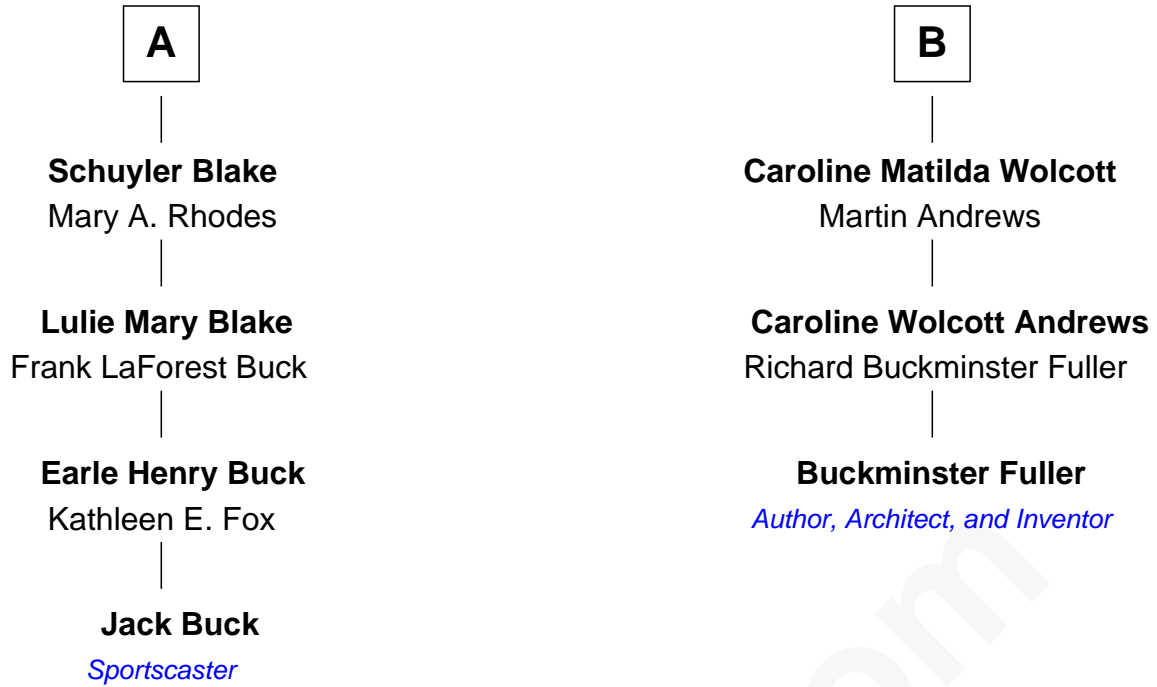 A
B
Schuyler Blake
Mary A. Rhodes
Caroline Matilda Wolcott
Martin Andrews
Lulie Mary Blake
Frank LaForest Buck
Caroline Wolcott Andrews
Richard Buckminster Fuller
Earle Henry Buck
Kathleen E. Fox
Buckminster Fuller
Author, Architect, and Inventor
Jack Buck
Sportscaster
om